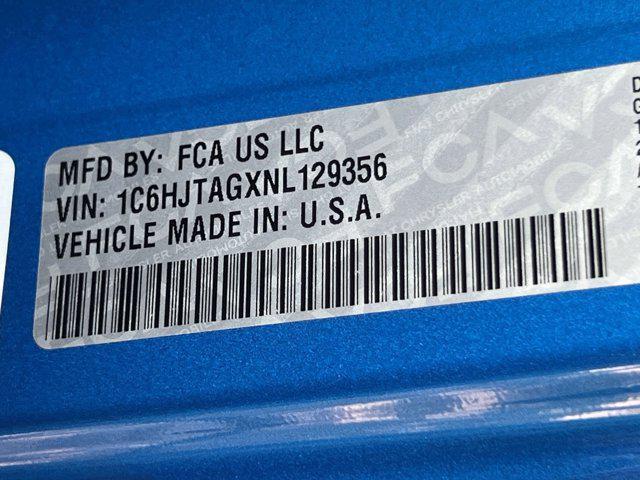 MFD BY: FCA US LLC
VIN: 1C6HJTAGXNL129356
VEHICLE MADE IN: U.S.A.